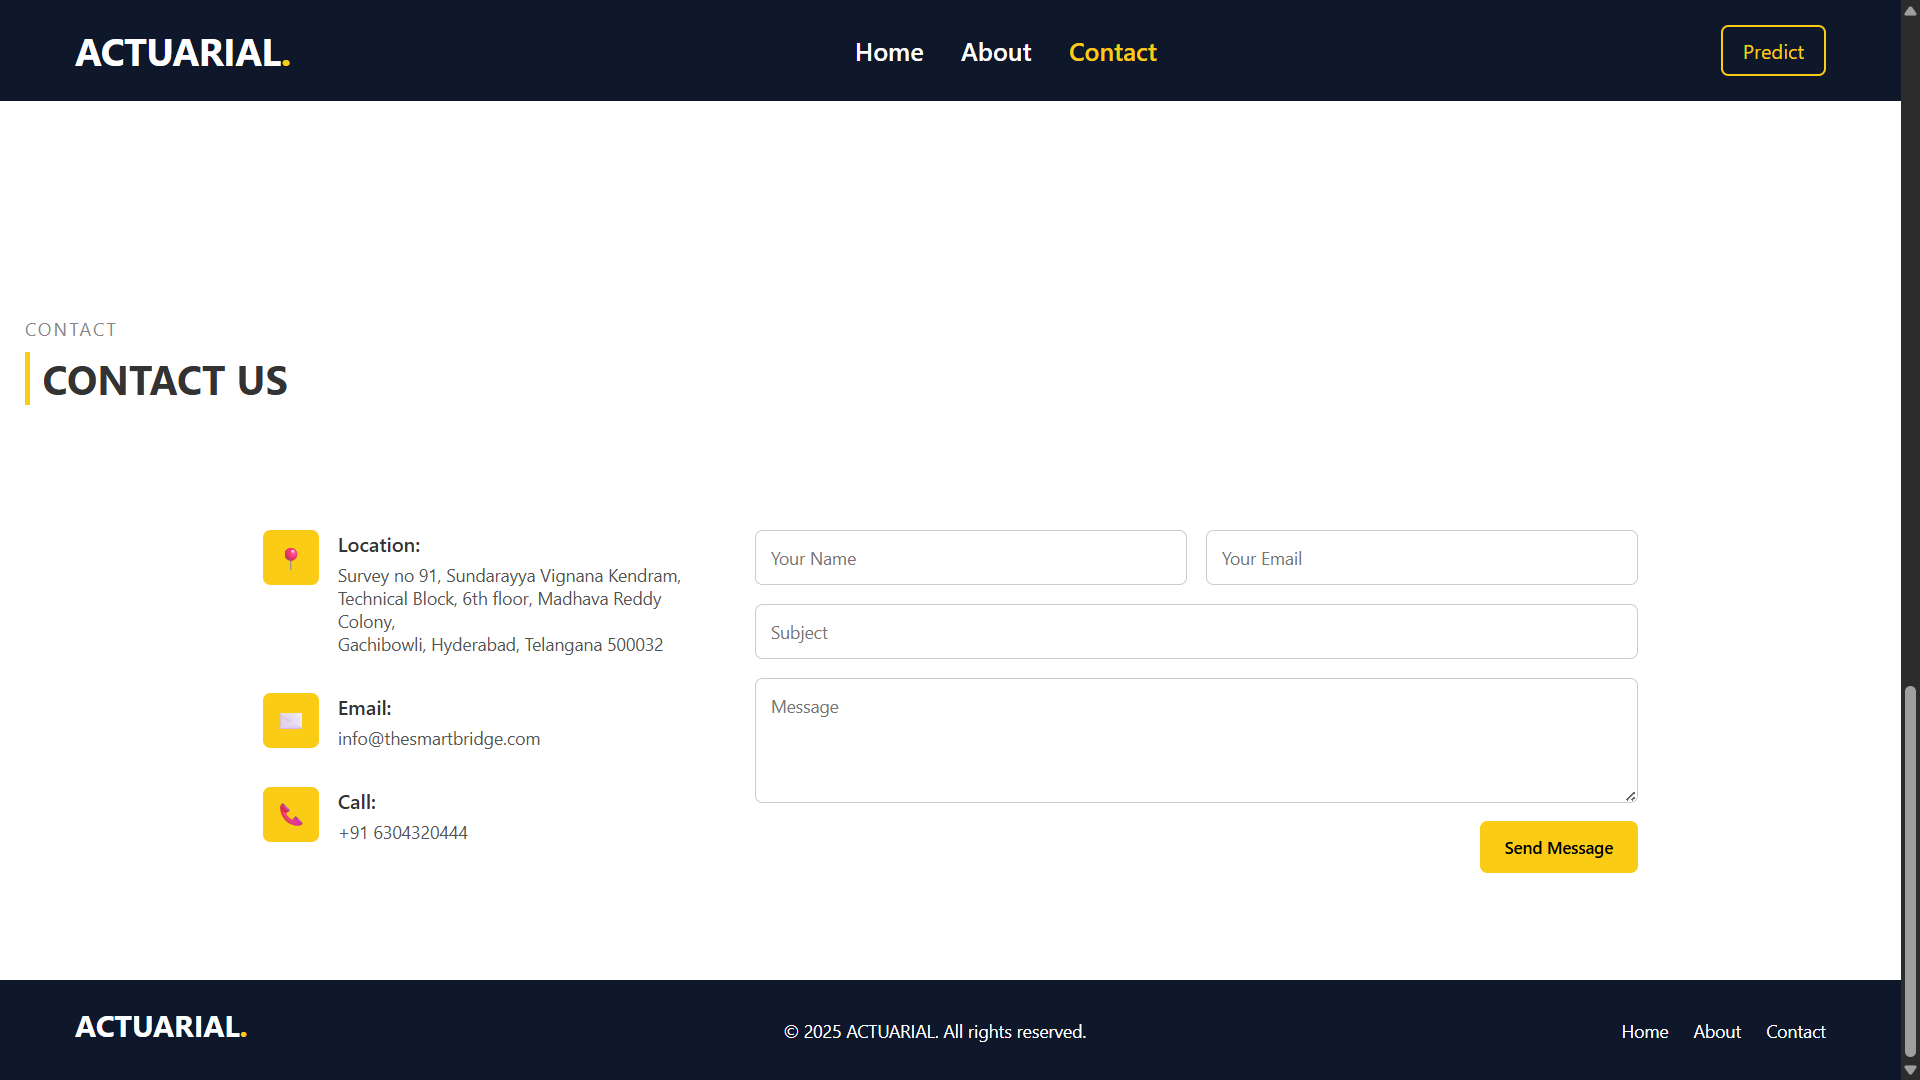 ACTUARIAL.
Home
About
Contact
Predict
CONTACT
CONTACT US
Location:
Survey no 91, Sundarayya Vignana Kendram,
Technical Block, 6th floor, Madhava Reddy
Colony,
Gachibowli, Hyderabad, Telangana 500032
Email:
info@thesmartbridge.com
Call:
+91 6304320444
Your Name
Your Email
Subject
Message
Send Message
ACTUARIAL.
© 2025 ACTUARIAL. All rights reserved.
Home
About
Contact